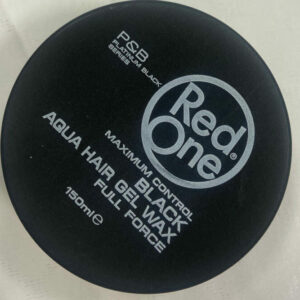 P&B
PLATINUM BLACK
SERIES
Red
One®
MAXIMUM CONTROL
BLACK
AQUA HAIR GEL WAX
FULL FORCE
150ml℮